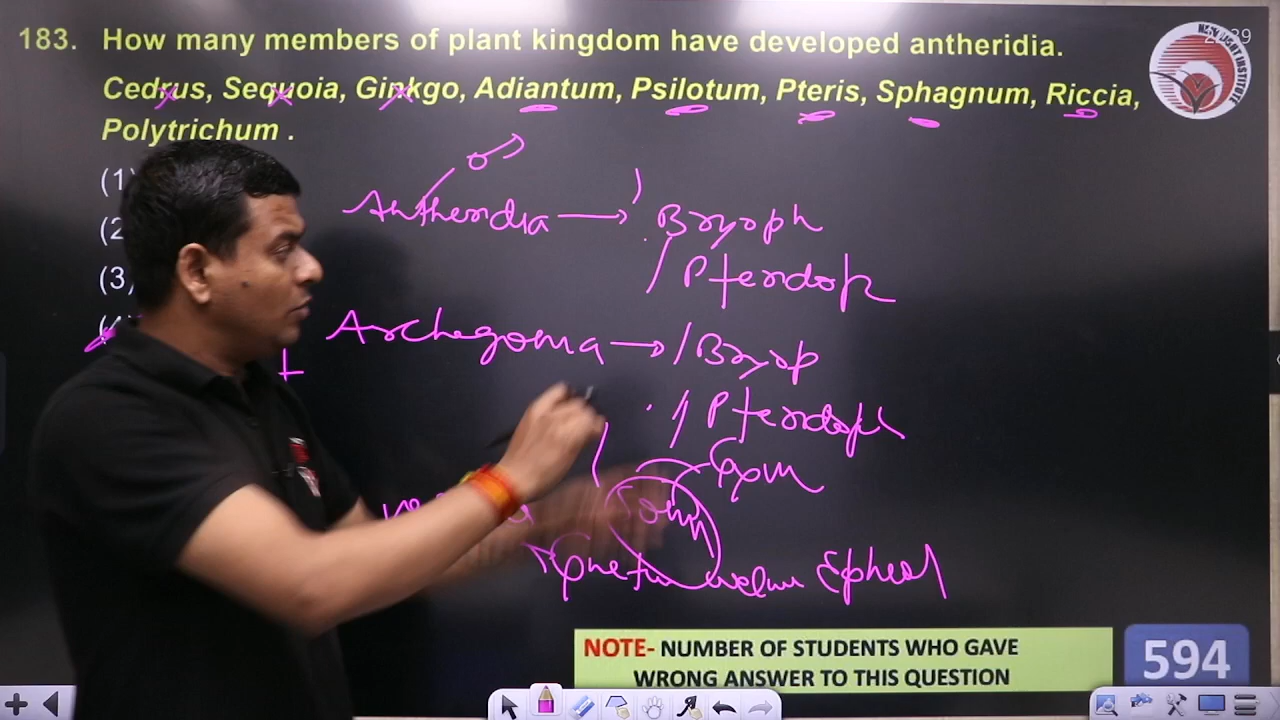 183. How many members of plant kingdom have developed antheridia.
Cedrus, Sequoia, Ginkgo, Adiantum, Psilotum, Pteris, Sphagnum, Riccia,
Polytrichum .
(1)
(2
(3)
Antheridia → Bryoph
/ Pteridoph
Archegonia → / Bryop
/ Pteridoph
Gym
NOTE- NUMBER OF STUDENTS WHO GAVE
WRONG ANSWER TO THIS QUESTION
594